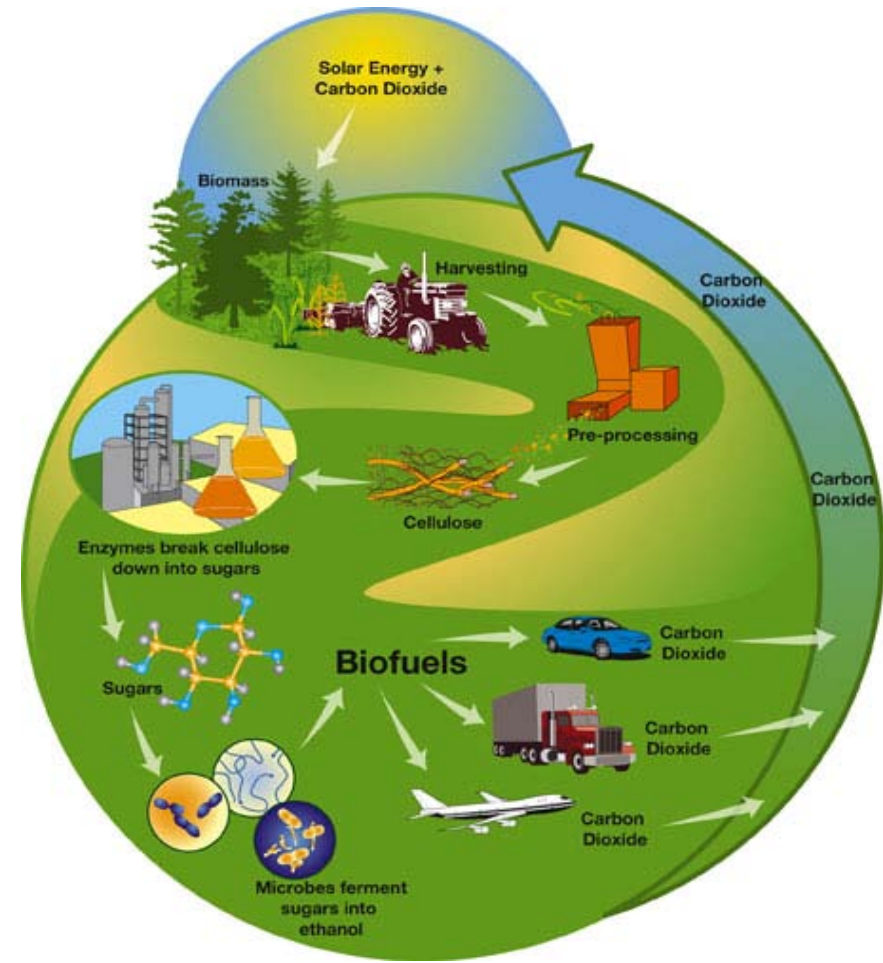 Solar Energy +
Carbon Dioxide
Biomass
Harvesting
Carbon
Dioxide
Pre-processing
Cellulose
Carbon
Dioxide
Enzymes break cellulose
down into sugars
Sugars
Biofuels
Carbon
Dioxide
Carbon
Dioxide
Carbon
Dioxide
Microbes ferment
sugars into
ethanol